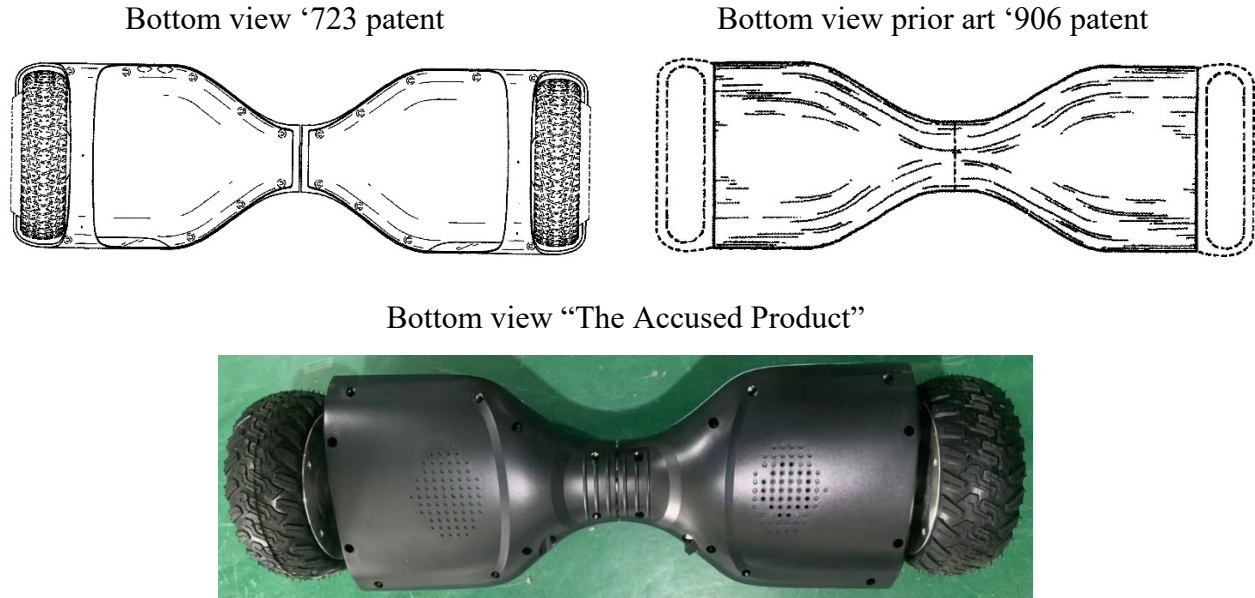 Bottom view ‘723 patent
Bottom view prior art ‘906 patent
Bottom view “The Accused Product”